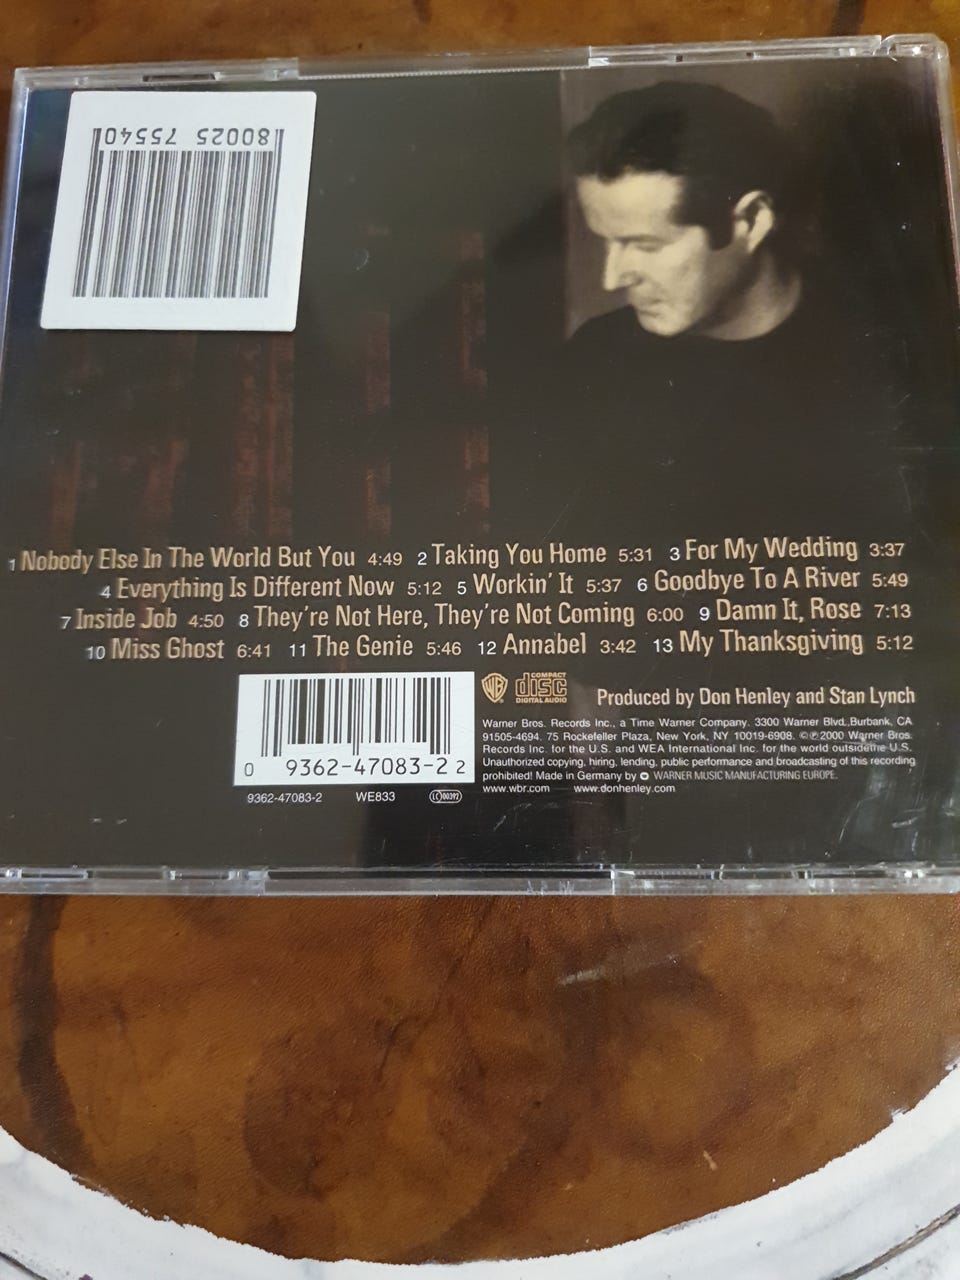 80025 75540
1 Nobody Else In The World But You 4:49 2 Taking You Home 5:31 3 For My Wedding 3:37
4 Everything Is Different Now 5:12 5 Workin' It 5:37 6 Goodbye To A River 5:49
7 Inside Job 4:50 8 They're Not Here, They're Not Coming 6:00 9 Damn It, Rose 7:13
10 Miss Ghost 6:41 11 The Genie 5:46 12 Annabel 3:42 13 My Thanksgiving 5:12
WB COMPACT disc DIGITAL AUDIO
Produced by Don Henley and Stan Lynch
Warner Bros. Records Inc., a Time Warner Company. 3300 Warner Blvd., Burbank, CA
91505-4694. 75 Rockefeller Plaza, New York, NY 10019-6908. ©℗2000 Warner Bros.
Records Inc. for the U.S. and WEA International Inc. for the world outside the U.S.
Unauthorized copying, hiring, lending, public performance and broadcasting of this recording
prohibited! Made in Germany by WARNER MUSIC MANUFACTURING EUROPE.
www.wbr.com www.donhenley.com
0 9362-47083-2 2
9362-47083-2 WE833 LC 00392